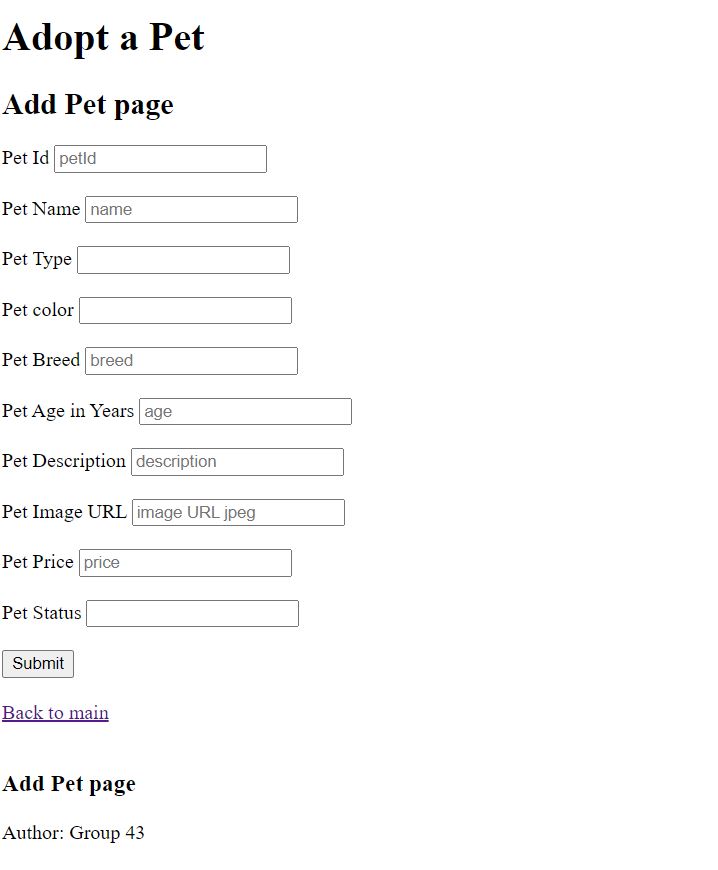 Adopt a Pet
Add Pet page
Pet Id petId
Pet Name name
Pet Type
Pet color
Pet Breed breed
Pet Age in Years age
Pet Description description
Pet Image URL image URL jpeg
Pet Price price
Pet Status
Submit
Back to main
Add Pet page
Author: Group 43